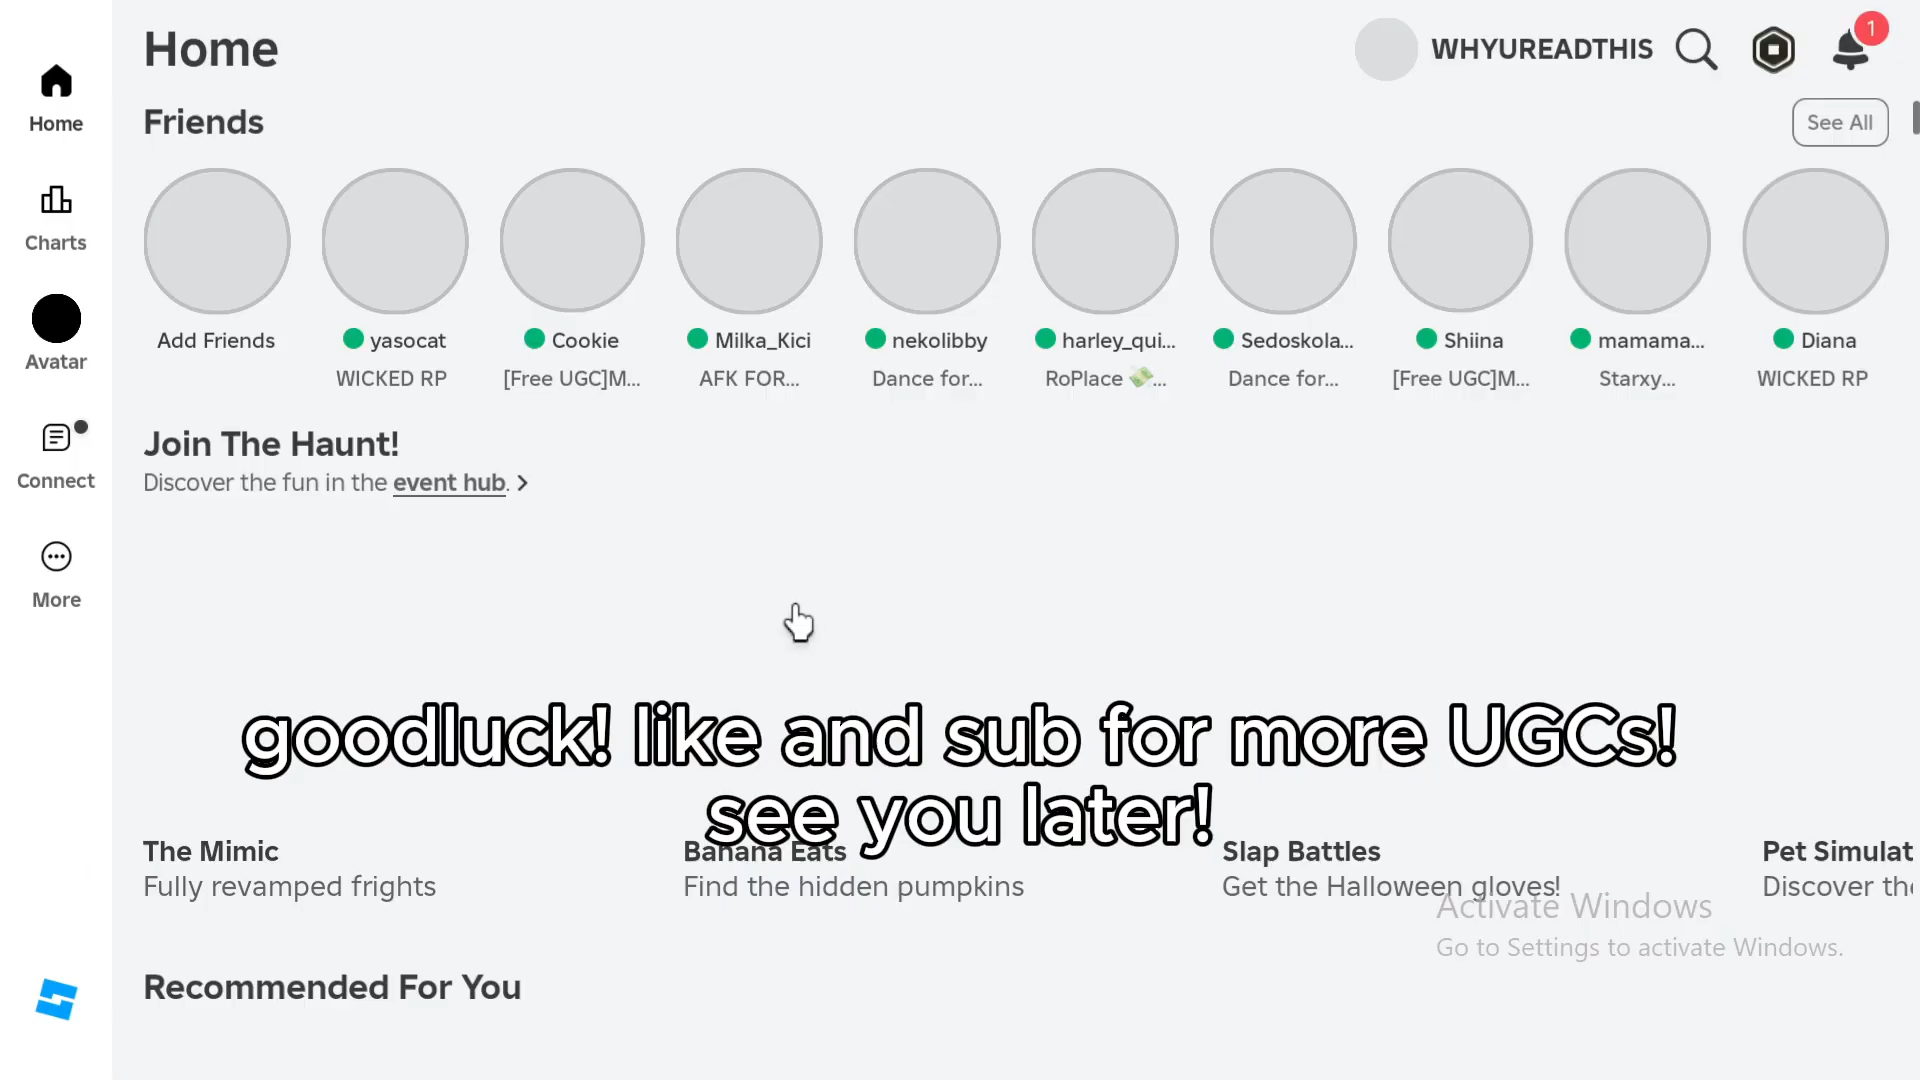 Home
WHYUREADTHIS
1
Home
Friends
See All
Charts
Avatar
Connect
More
Add Friends
yasocat
Cookie
Milka_Kici
nekolibby
harley_qui...
Sedoskola...
Shiina
mamama...
Diana
WICKED RP
[Free UGC]M...
AFK FOR...
Dance for...
RoPlace 💸...
Dance for...
[Free UGC]M...
Starxy...
WICKED RP
Join The Haunt!
Discover the fun in the event hub. >
goodluck! like and sub for more UGCs!
see you later!
The Mimic
Fully revamped frights
Banana Eats
Find the hidden pumpkins
Slap Battles
Get the Halloween gloves!
Pet Simulat
Discover the
Activate Windows
Go to Settings to activate Windows.
Recommended For You